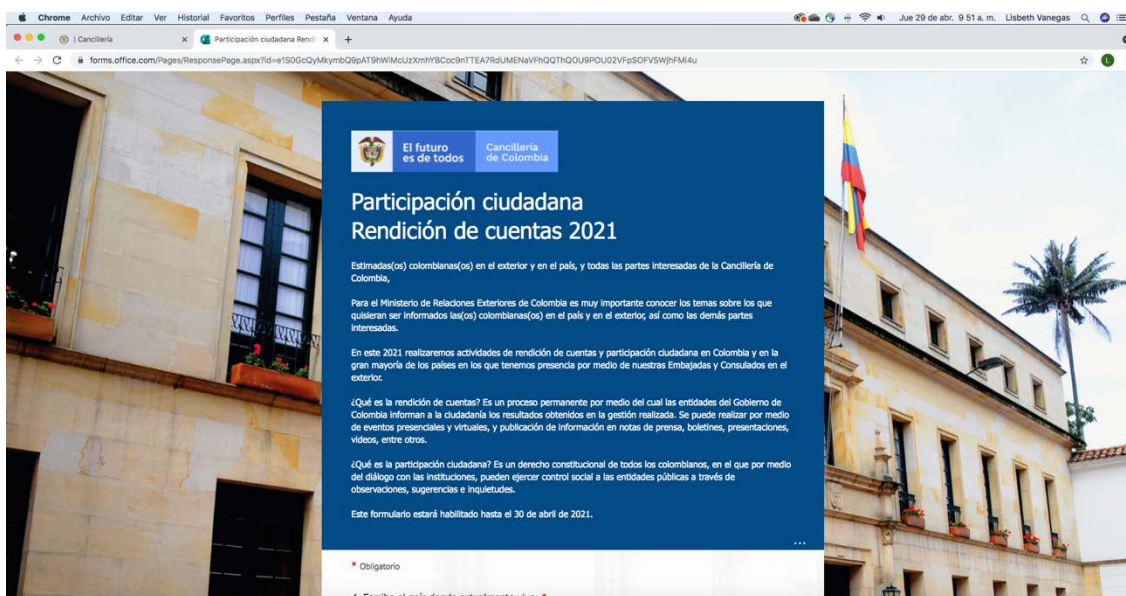 Chrome Archivo Editar Ver Historial Favoritos Perfiles Pestaña Ventana Ayuda
Jue 29 de abr. 9 51 a. m. Lisbeth Vanegas
| Cancillería
Participación ciudadana Rendi
forms.office.com/Pages/ResponsePage.aspx?id=
El futuro
es de todos
Cancillería
de Colombia
Participación ciudadana
Rendición de cuentas 2021
Estimadas(os) colombianas(os) en el exterior y en el país, y todas las partes interesadas de la Cancillería de
Colombia,
Para el Ministerio de Relaciones Exteriores de Colombia es muy importante conocer los temas sobre los que
quisieran ser informados las(os) colombianas(os) en el país y en el exterior, así como las demás partes
interesadas.
En este 2021 realizaremos actividades de rendición de cuentas y participación ciudadana en Colombia y en la
gran mayoría de los países en los que tenemos presencia por medio de nuestras Embajadas y Consulados en el
exterior.
¿Qué es la rendición de cuentas? Es un proceso permanente por medio del cual las entidades del Gobierno de
Colombia informan a la ciudadanía los resultados obtenidos en la gestión realizada. Se puede realizar por medio
de eventos presenciales y virtuales, y publicación de información en notas de prensa, boletines, presentaciones,
videos, entre otros.
¿Qué es la participación ciudadana? Es un derecho constitucional de todos los colombianos, en el que por medio
del diálogo con las instituciones, pueden ejercer control social a las entidades públicas a través de
observaciones, sugerencias e inquietudes.
Este formulario estará habilitado hasta el 30 de abril de 2021.
* Obligatorio